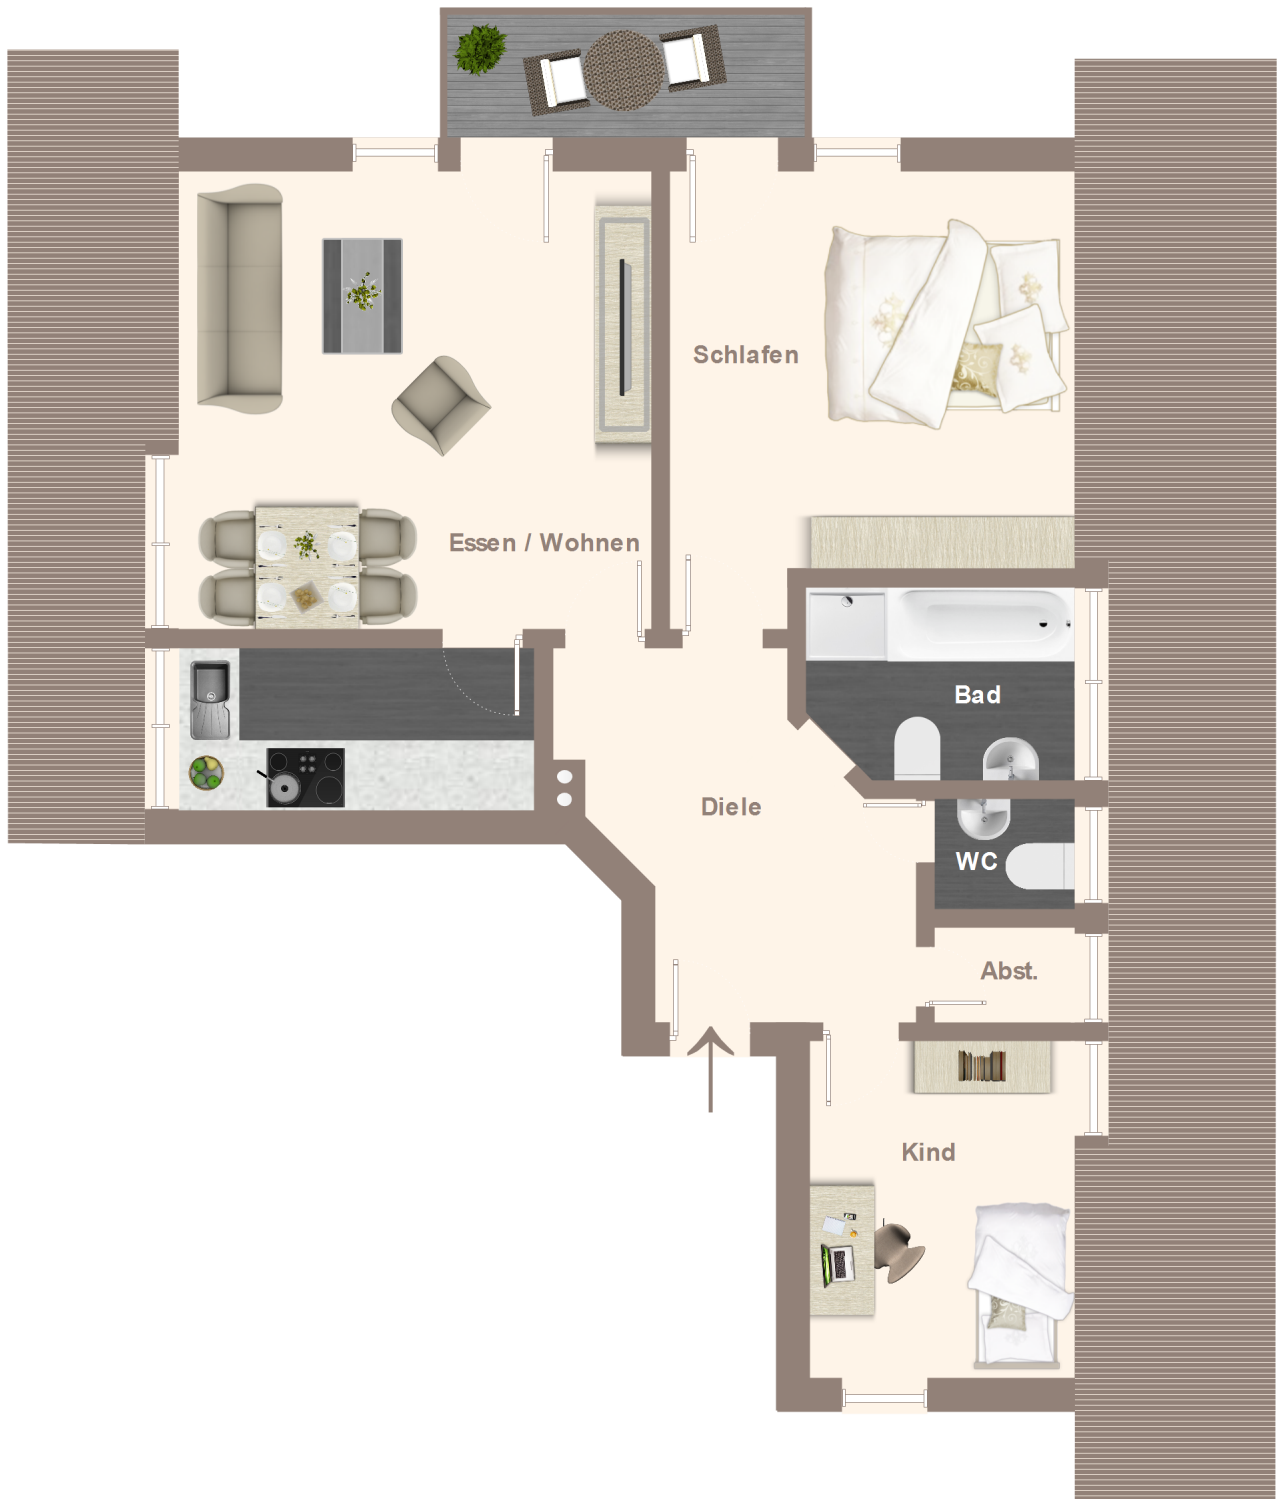 Schlafen
Essen / Wohnen
Bad
Diele
WC
Abst.
Kind